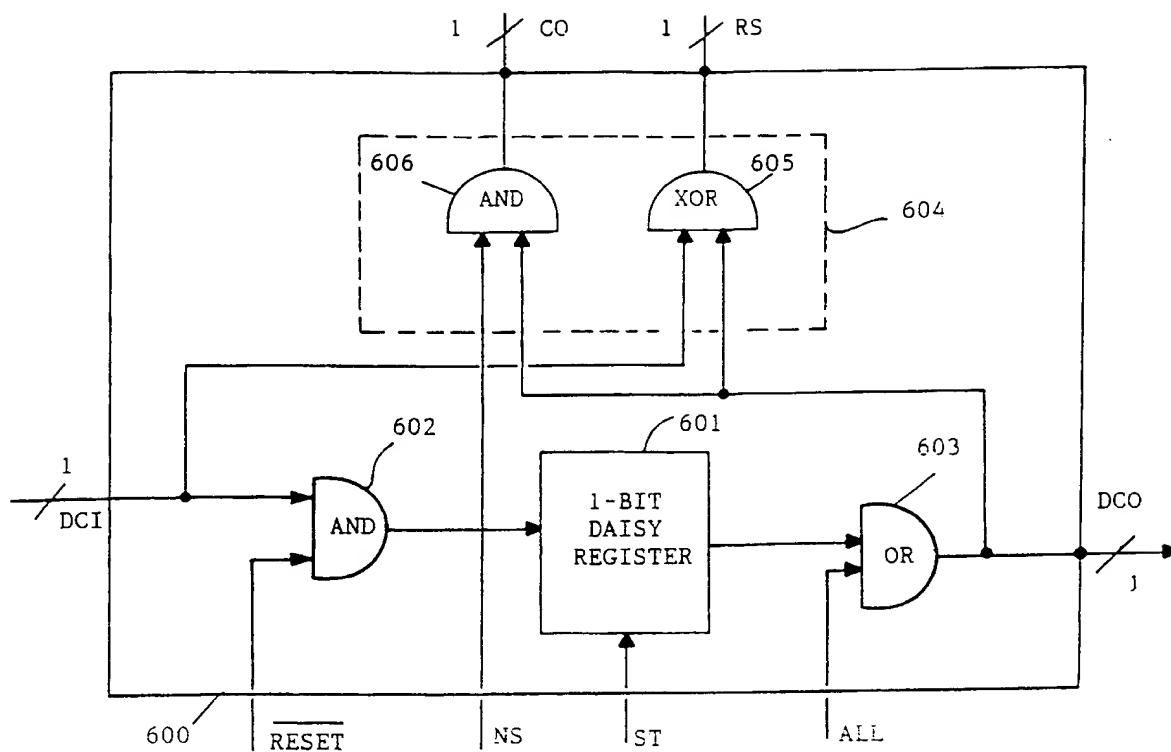 1 CO 1 RS
606 AND XOR 605
604
602 601 603
1 DCI
AND
1-BIT
DAISY
REGISTER
OR
DCO
1
600 RESET NS ST ALL